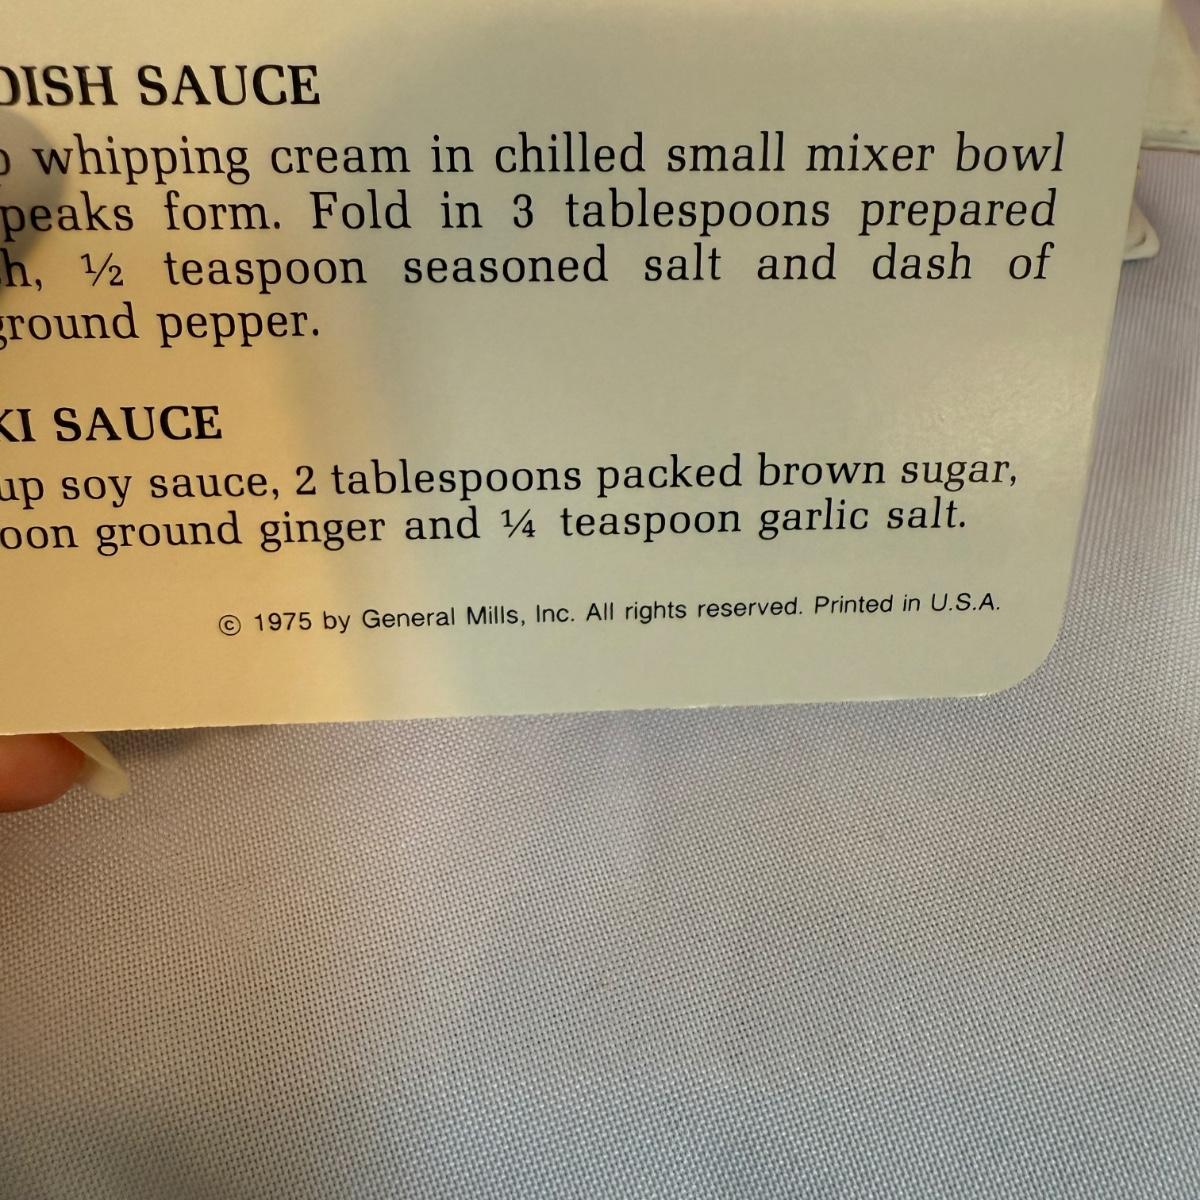 DISH SAUCE
whipping cream in chilled small mixer bowl
peaks form. Fold in 3 tablespoons prepared
h, ½ teaspoon seasoned salt and dash of
ground pepper.
KI SAUCE
up soy sauce, 2 tablespoons packed brown sugar,
oon ground ginger and ¼ teaspoon garlic salt.
© 1975 by General Mills, Inc. All rights reserved. Printed in U.S.A.